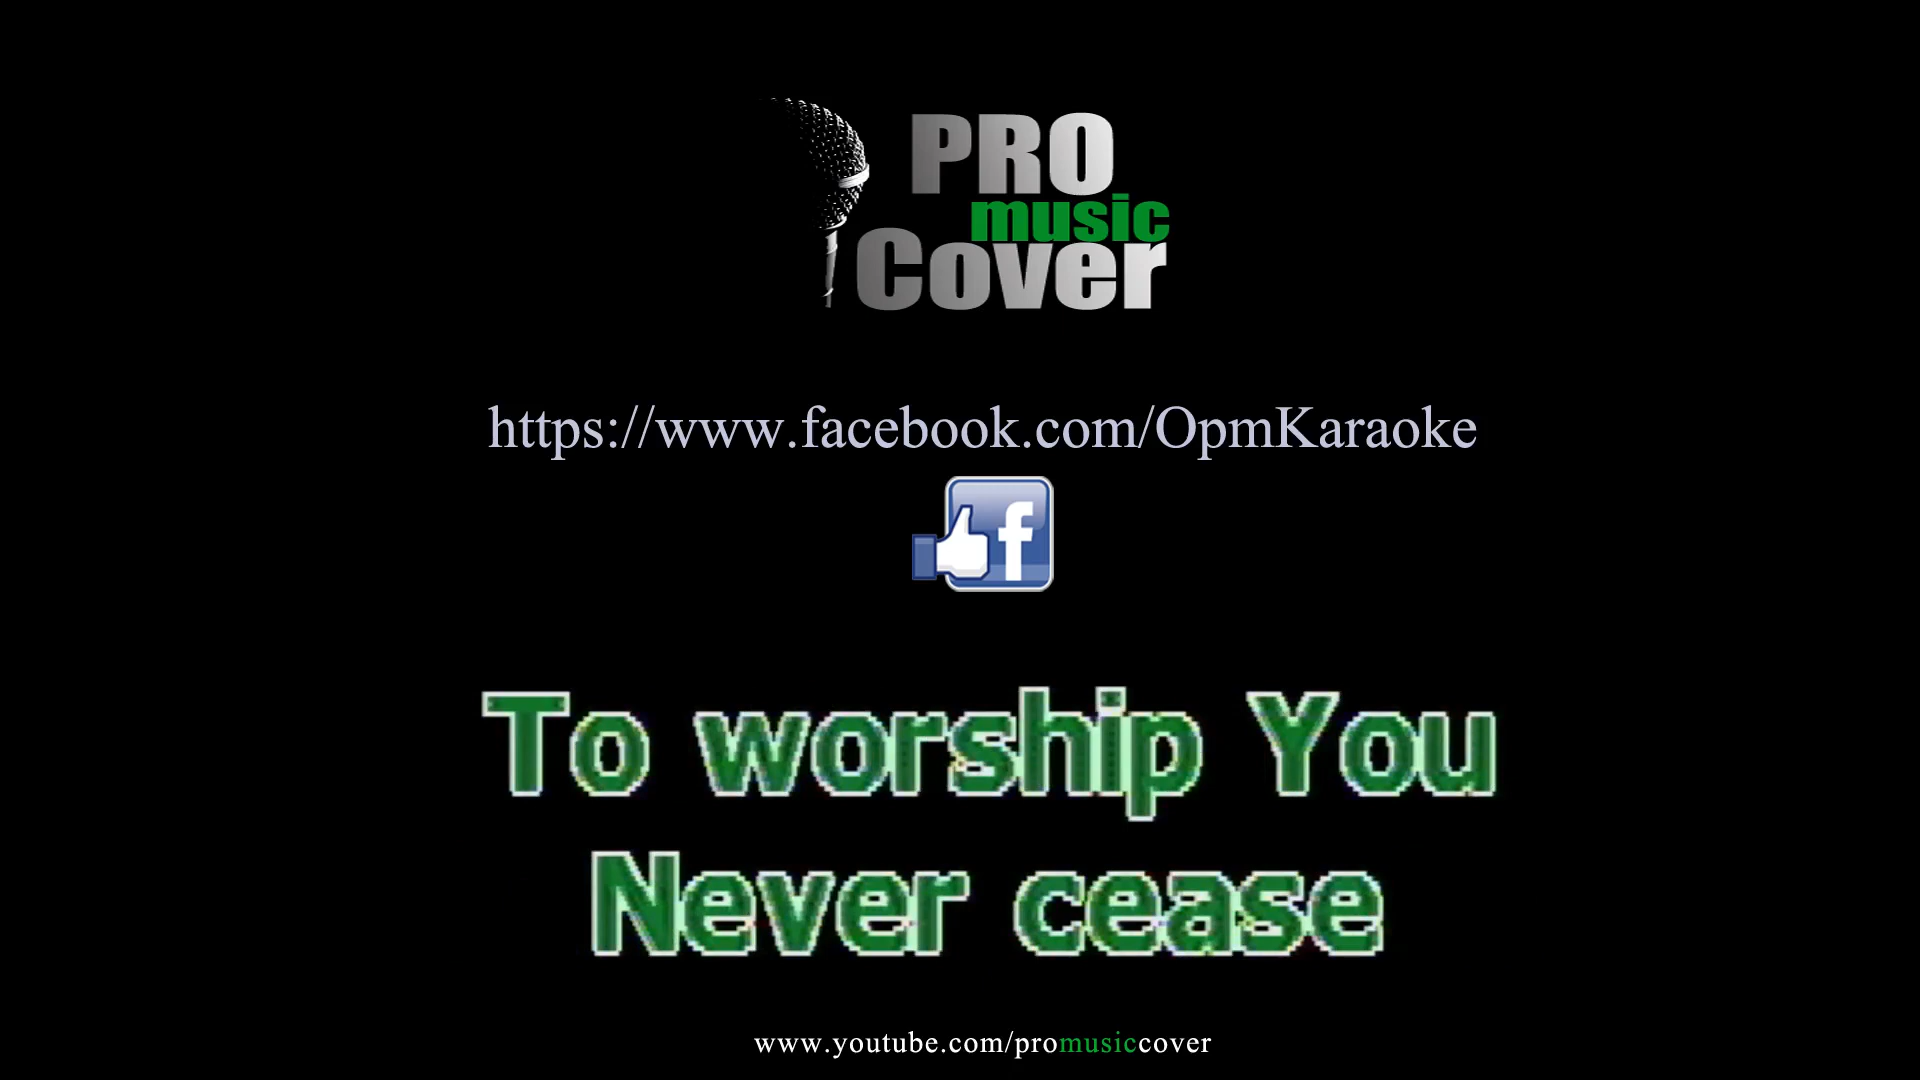 PRO
music
Cover
https://www.facebook.com/OpmKaraoke
f
To worship You
Never cease
www.youtube.com/promusiccover